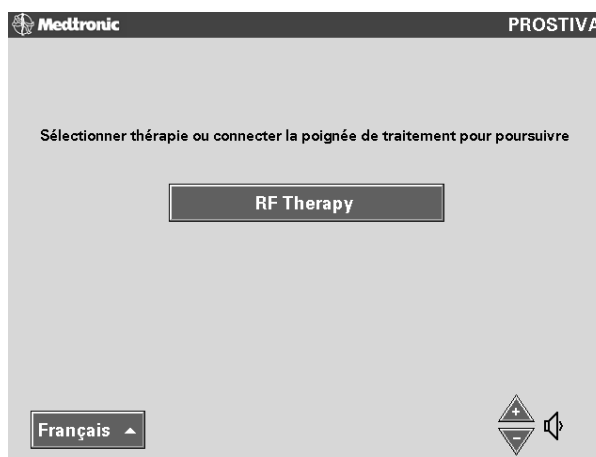 Medtronic PROSTIVA
Sélectionner thérapie ou connecter la poignée de traitement pour poursuivre
RF Therapy
+
Français
-